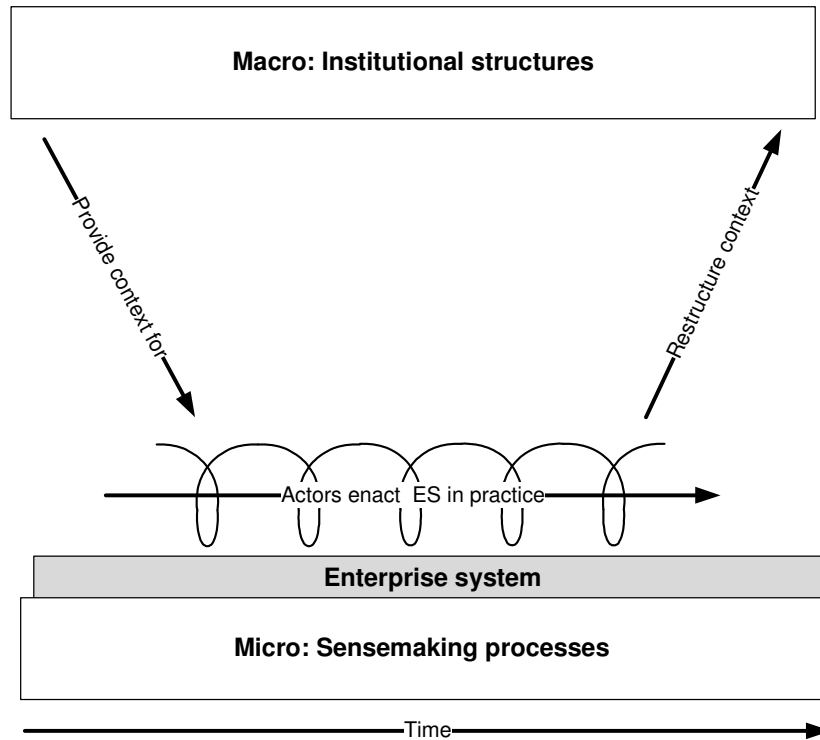 Macro: Institutional structures
Provide context for
Restructure context
Actors enact ES in practice
Enterprise system
Micro: Sensemaking processes
Time